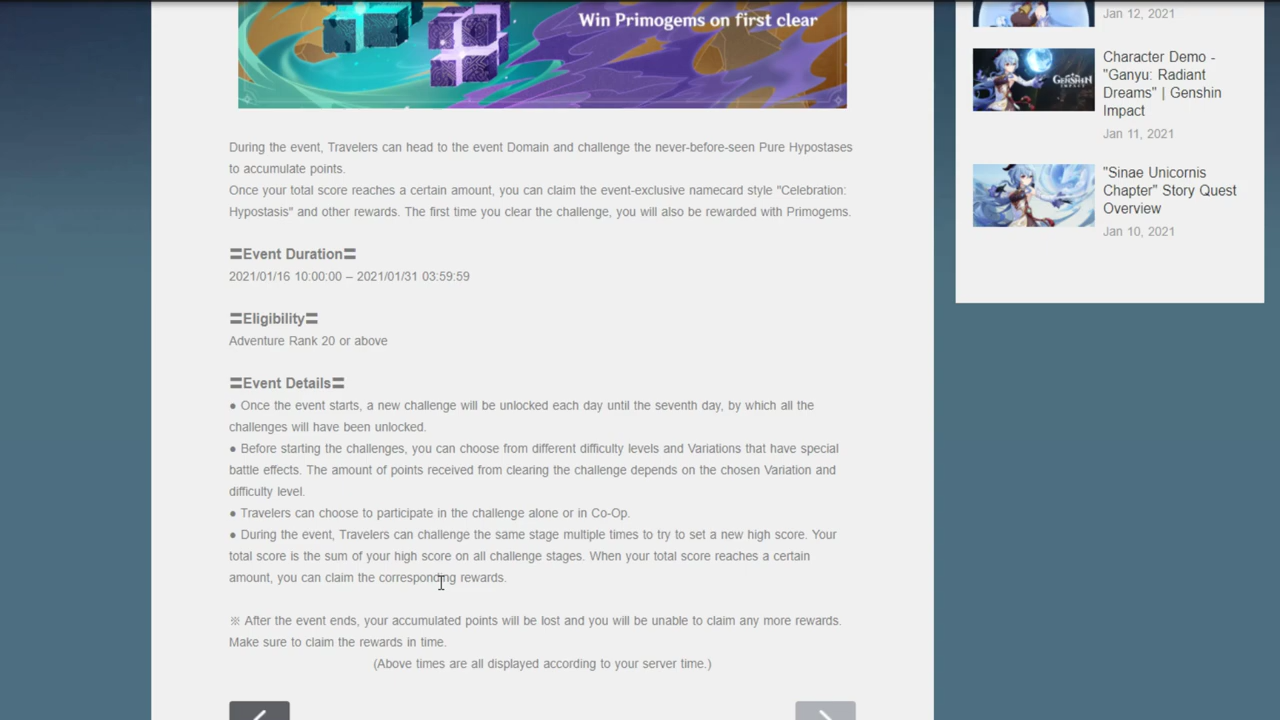 Win Primogems on first clear
During the event, Travelers can head to the event Domain and challenge the never-before-seen Pure Hypostases
to accumulate points.
Once your total score reaches a certain amount, you can claim the event-exclusive namecard style "Celebration:
Hypostasis" and other rewards. The first time you clear the challenge, you will also be rewarded with Primogems.
〓Event Duration〓
2021/01/16 10:00:00 – 2021/01/31 03:59:59
〓Eligibility〓
Adventure Rank 20 or above
〓Event Details〓
● Once the event starts, a new challenge will be unlocked each day until the seventh day, by which all the
challenges will have been unlocked.
● Before starting the challenges, you can choose from different difficulty levels and Variations that have special
battle effects. The amount of points received from clearing the challenge depends on the chosen Variation and
difficulty level.
● Travelers can choose to participate in the challenge alone or in Co-Op.
● During the event, Travelers can challenge the same stage multiple times to try to set a new high score. Your
total score is the sum of your high score on all challenge stages. When your total score reaches a certain
amount, you can claim the corresponding rewards.
※ After the event ends, your accumulated points will be lost and you will be unable to claim any more rewards.
Make sure to claim the rewards in time.
(Above times are all displayed according to your server time.)
Jan 12, 2021
Character Demo -
"Ganyu: Radiant
Dreams" | Genshin
Impact
Jan 11, 2021
GENSHIN
"Sinae Unicornis
Chapter" Story Quest
Overview
Jan 10, 2021